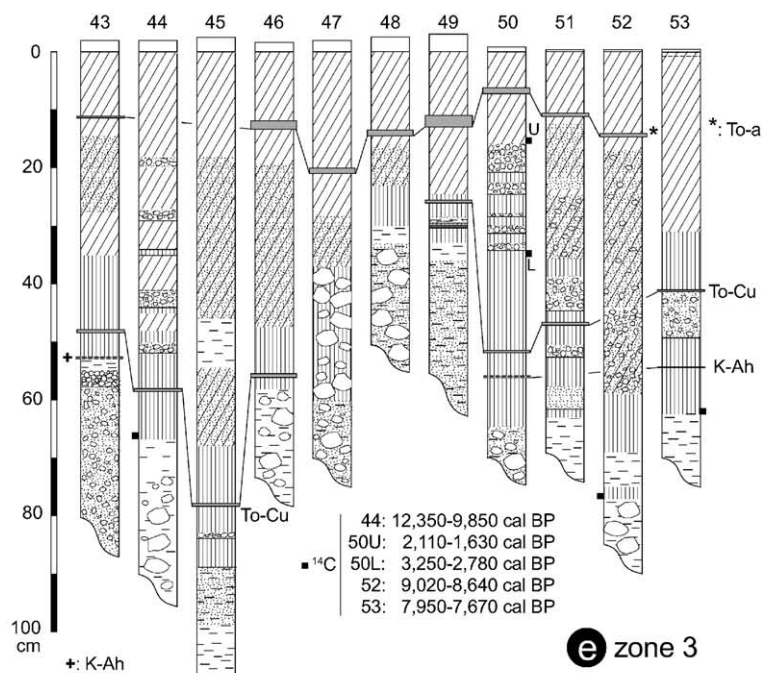 43 44 45 46 47 48 49 50 51 52 53
0
20
40
60
80
100
cm
U
L
*
*: To-a
To-Cu
K-Ah
+
To-Cu
■ ¹⁴C
44: 12,350-9,850 cal BP
50U: 2,110-1,630 cal BP
50L: 3,250-2,780 cal BP
52: 9,020-8,640 cal BP
53: 7,950-7,670 cal BP
+: K-Ah
e zone 3